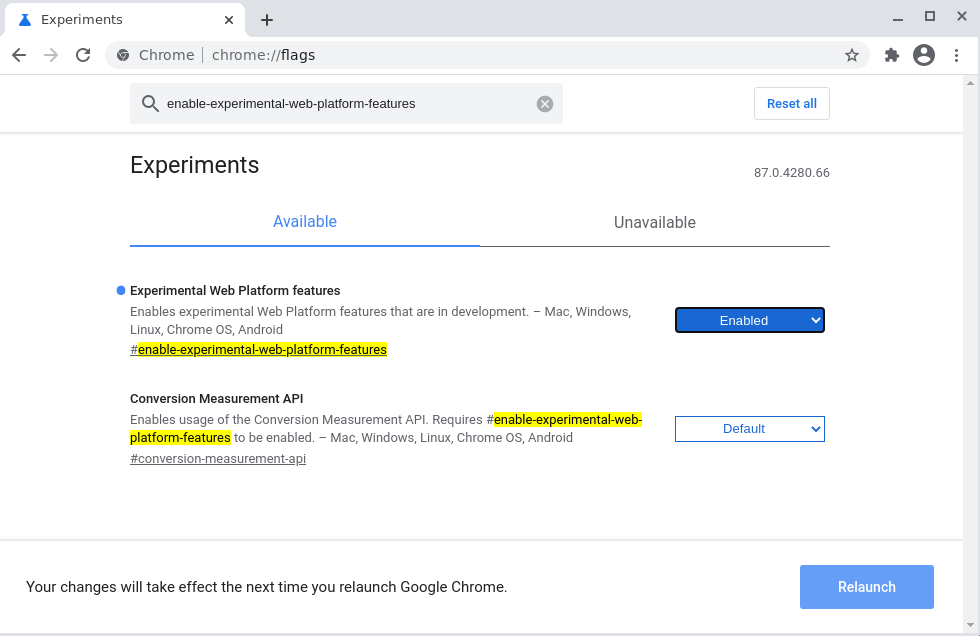 Experiments
Chrome | chrome://flags
enable-experimental-web-platform-features
Reset all
Experiments
87.0.4280.66
Available
Unavailable
Experimental Web Platform features
Enables experimental Web Platform features that are in development. – Mac, Windows,
Linux, Chrome OS, Android
#enable-experimental-web-platform-features
Enabled
Conversion Measurement API
Enables usage of the Conversion Measurement API. Requires #enable-experimental-web-
platform-features to be enabled. – Mac, Windows, Linux, Chrome OS, Android
#conversion-measurement-api
Default
Your changes will take effect the next time you relaunch Google Chrome.
Relaunch